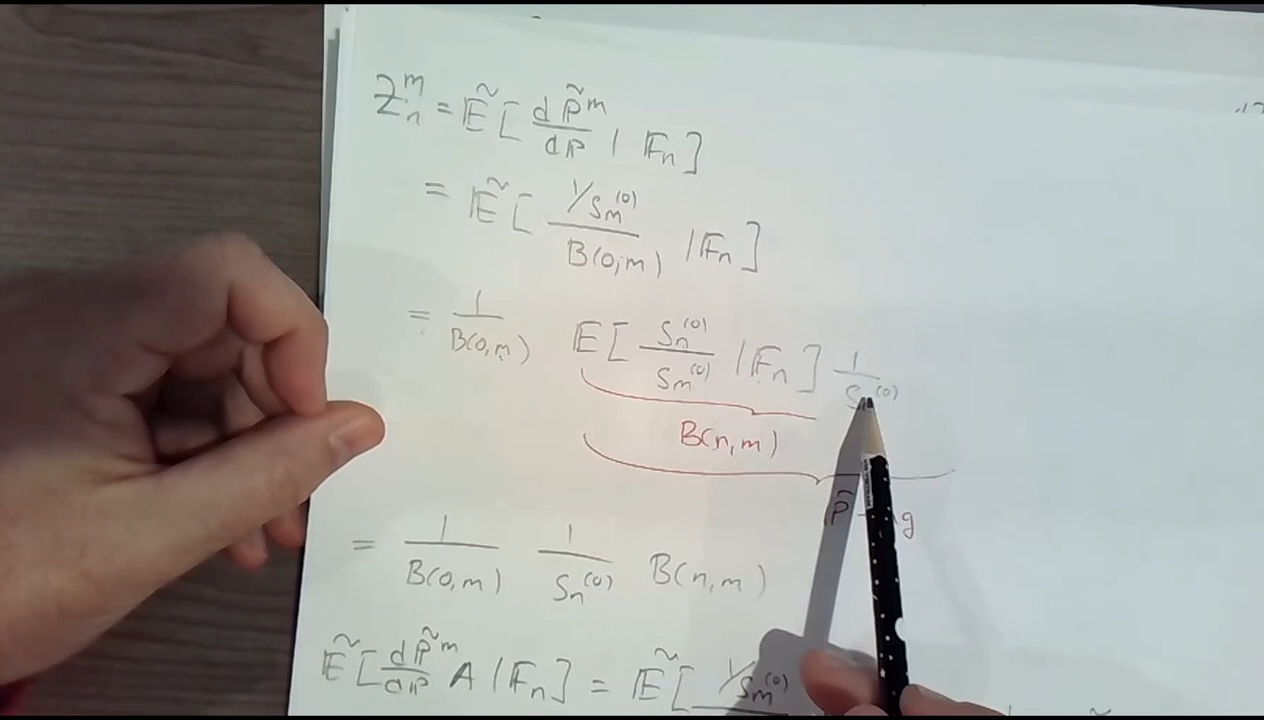 Z_n^m = Ẽ[ dP̃^m/dP | F_n ]
= Ẽ[ (1/S_m^(0)) / B(0,m) | F_n ]
= 1/B(0,m) E[ S_n^(0)/S_m^(0) | F_n ] 1/S_n^(0)
B(n,m)
= 1/B(0,m) 1/S_n^(0) B(n,m)
Ẽ[ dP̃^m/dP A | F_n ] = Ẽ[ 1/S_m^(0)